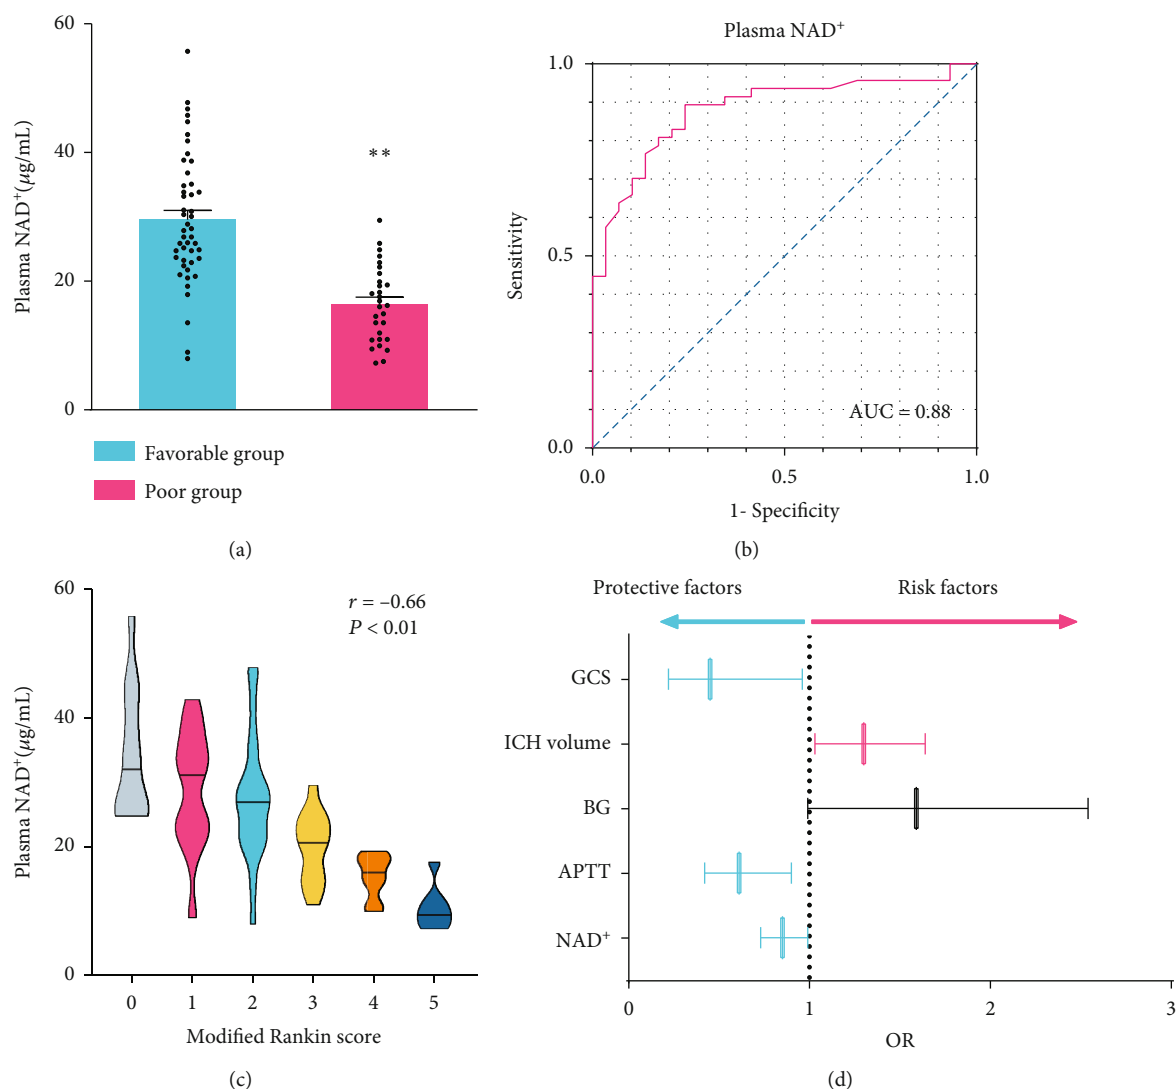 60
40
20
0
Plasma NAD⁺(μg/mL)
**
Favorable group
Poor group
(a)
Plasma NAD⁺
1.0
0.5
0.0
Sensitivity
AUC = 0.88
0.0 0.5 1.0
1- Specificity
(b)
60
40
20
0
Plasma NAD⁺(μg/mL)
r = –0.66
P < 0.01
0 1 2 3 4 5
Modified Rankin score
(c)
Protective factors Risk factors
GCS
ICH volume
BG
APTT
NAD⁺
0 1 2 3
OR
(d)